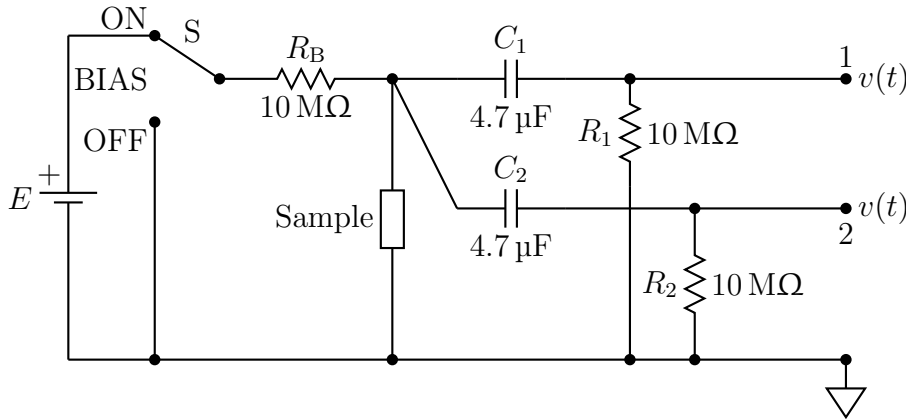 ON
S
BIAS
OFF
E
+
R_B
10 MΩ
Sample
C_1
4.7 µF
C_2
4.7 µF
R_1
10 MΩ
R_2
10 MΩ
1
v(t)
v(t)
2